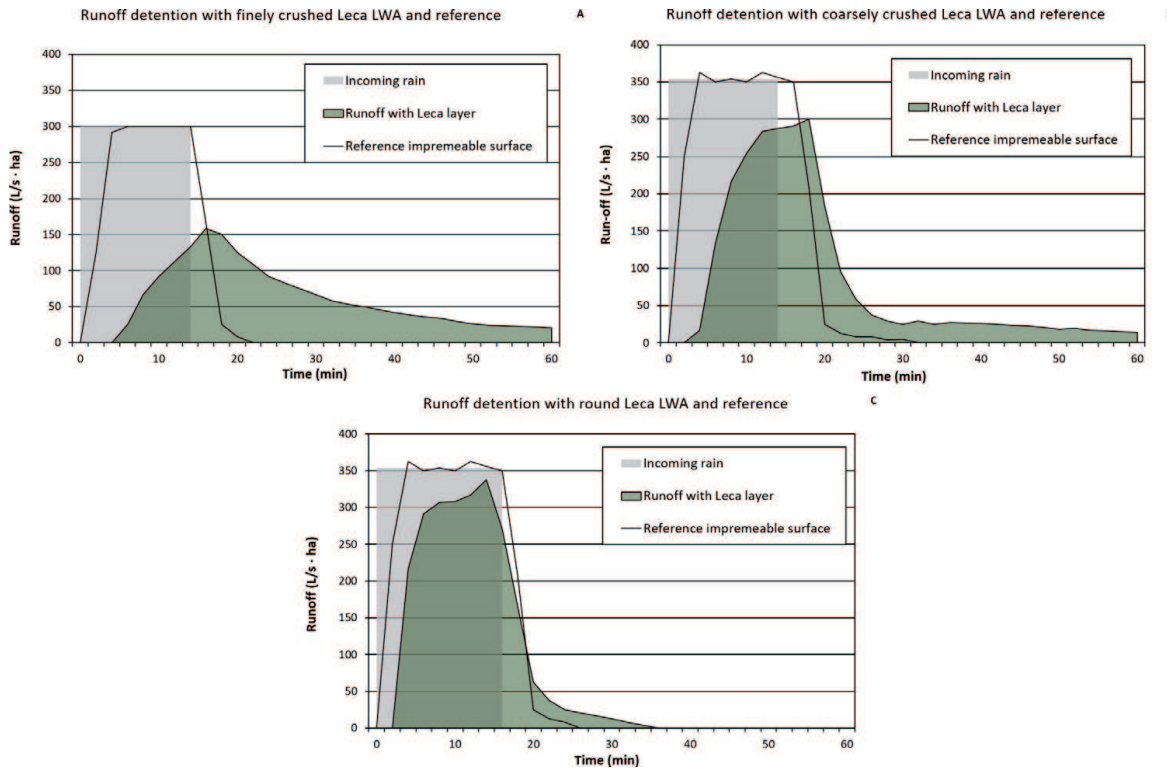 Runoff detention with finely crushed Leca LWA and reference
A
400
350
300
250
200
150
100
50
0
Runoff (L/s · ha)
Incoming rain
Runoff with Leca layer
Reference impremeable surface
0 10 20 30 40 50 60
Time (min)
Runoff detention with coarsely crushed Leca LWA and reference
400
350
300
250
200
150
100
50
0
Run-off (L/s · ha)
Incoming rain
Runoff with Leca layer
Reference impremeable surface
0 10 20 30 40 50 60
Time (min)
Runoff detention with round Leca LWA and reference
C
400
350
300
250
200
150
100
50
0
Runoff (L/s · ha)
Incoming rain
Runoff with Leca layer
Reference impremeable surface
0 10 20 30 40 50 60
Time (min)